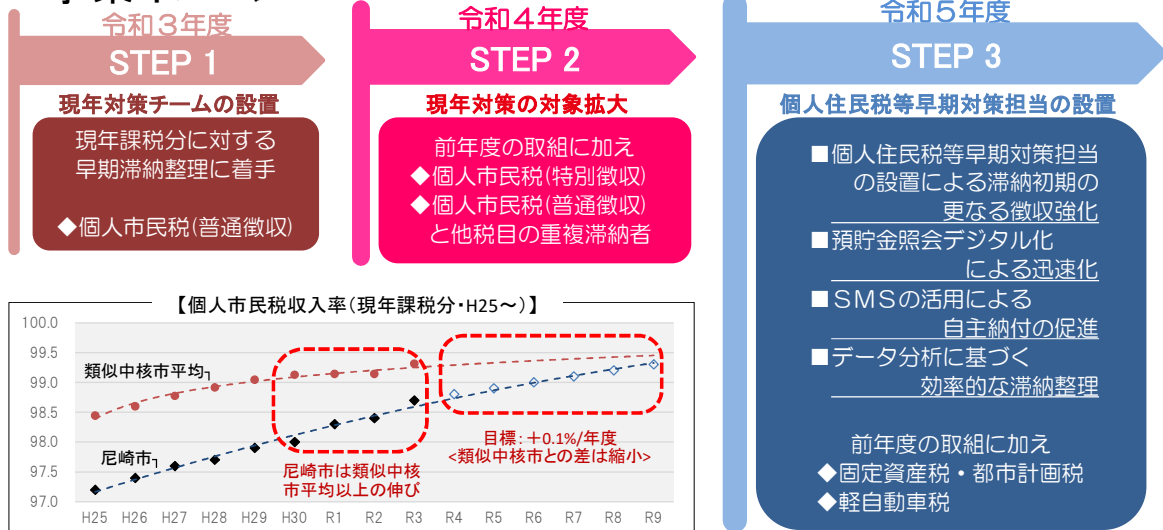 令和3年度
STEP 1
現年対策チームの設置
現年課税分に対する
早期滞納整理に着手
◆個人市民税(普通徴収)
令和4年度
STEP 2
現年対策の対象拡大
前年度の取組に加え
◆個人市民税(特別徴収)
◆個人市民税(普通徴収)
と他税目の重複滞納者
令和5年度
STEP 3
個人住民税等早期対策担当の設置
■個人住民税等早期対策担当
の設置による滞納初期の
更なる徴収強化
■預貯金照会デジタル化
による迅速化
■SMSの活用による
自主納付の促進
■データ分析に基づく
効率的な滞納整理
前年度の取組に加え
◆固定資産税・都市計画税
◆軽自動車税
【個人市民税収入率(現年課税分・H25~)】
100.0
99.5
99.0
98.5
98.0
97.5
97.0
類似中核市平均
尼崎市
尼崎市は類似中核
市平均以上の伸び
目標:+0.1%/年度
<類似中核市との差は縮小>
H25 H26 H27 H28 H29 H30 R1 R2 R3 R4 R5 R6 R7 R8 R9